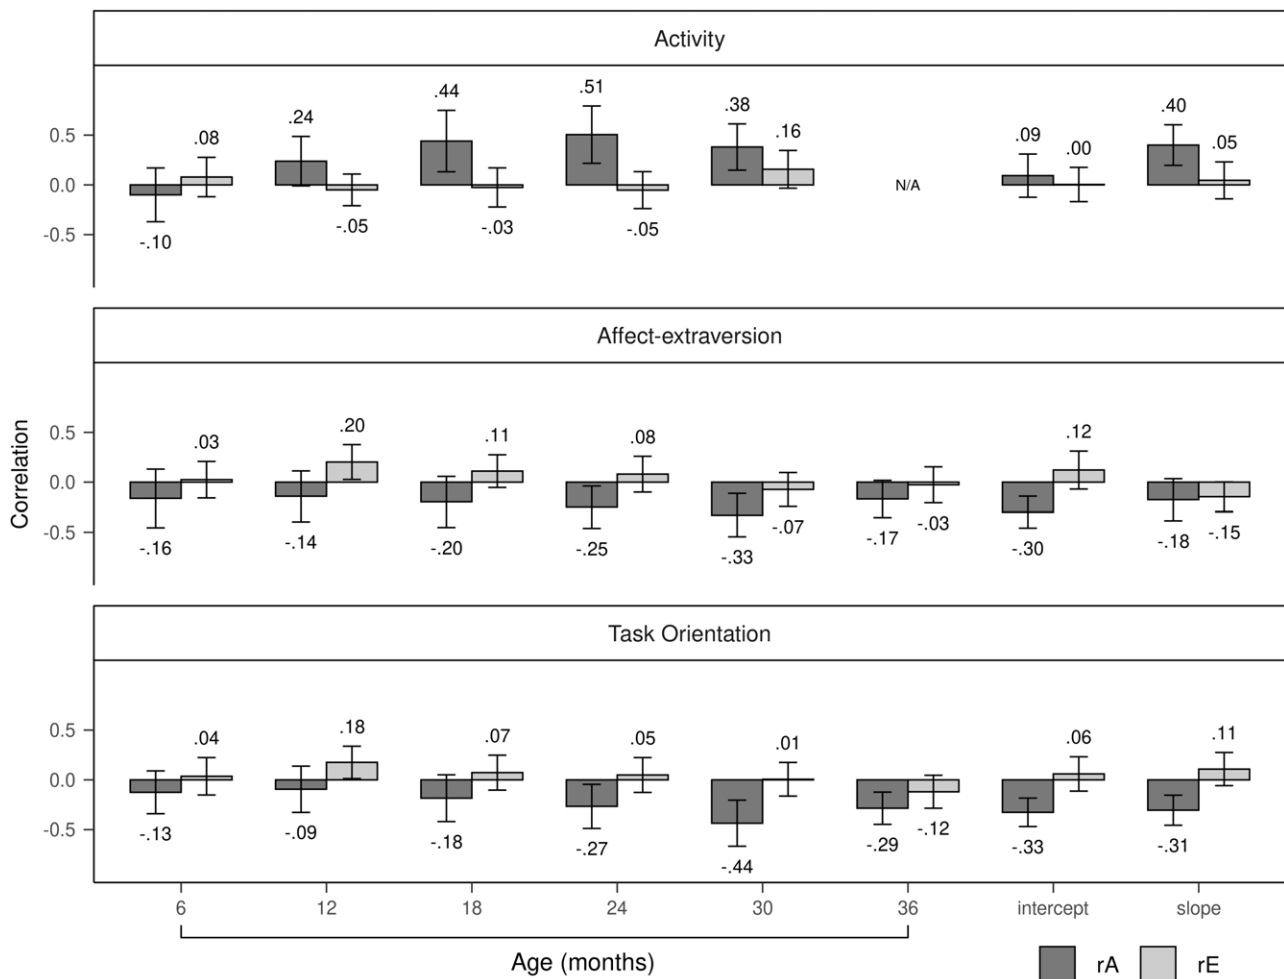 Activity
.24 .44 .51 .38 .40
.08 .16 .09 .00 .05
0.5
0.0
N/A
-0.5
-.10 -.05 -.03 -.05
Affect-extraversion
Correlation
0.5
.03 .20 .11 .08 .12
0.0
-0.5
-.16 -.14 -.20 -.25 -.33 -.07 -.17 -.03 -.30 -.18 -.15
Task Orientation
0.5
.04 .18 .07 .05 .01 .06 .11
0.0
-0.5
-.13 -.09 -.18 -.27 -.44 -.29 -.12 -.33 -.31
6 12 18 24 30 36 intercept slope
Age (months)
rA rE